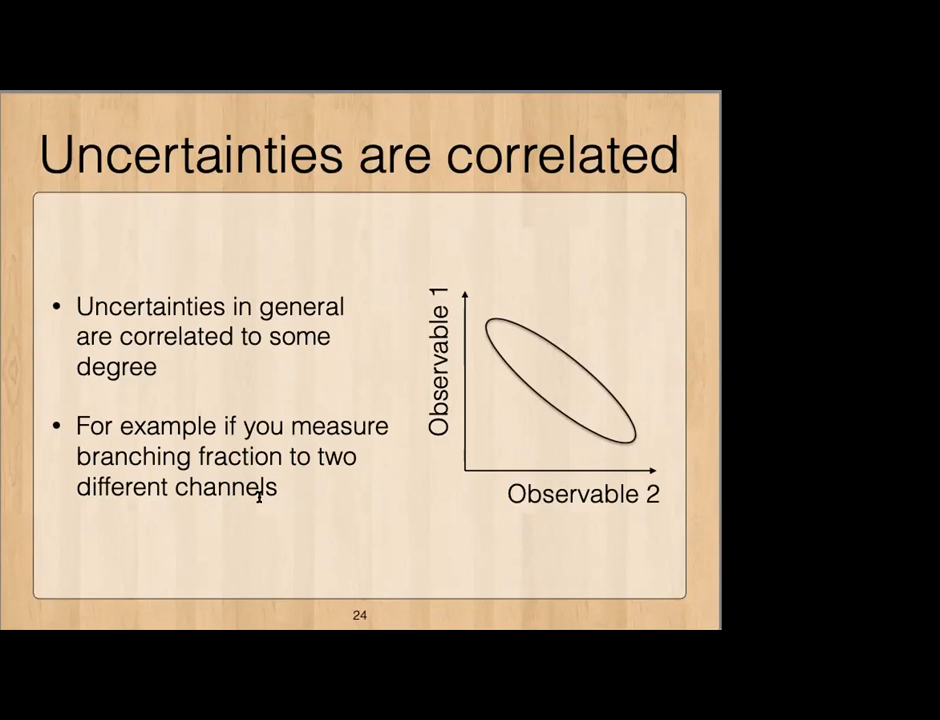 Uncertainties are correlated
• Uncertainties in general
are correlated to some
degree
• For example if you measure
branching fraction to two
different channels
Observable 1
Observable 2
24